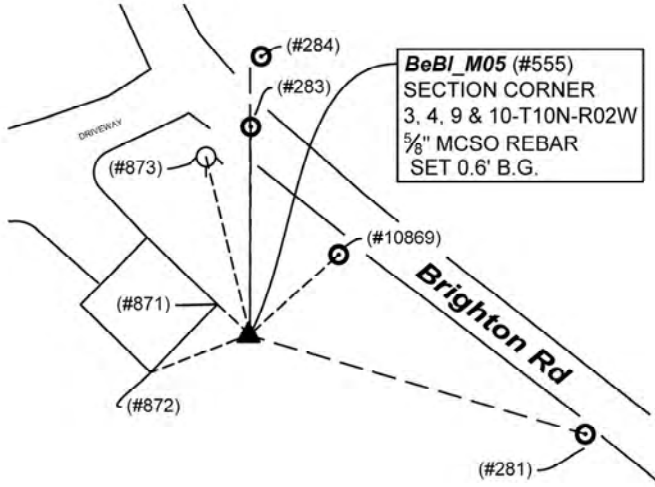 (#284)
(#283)
BeBl_M05 (#555)
SECTION CORNER
3, 4, 9 & 10-T10N-R02W
5/8" MCSO REBAR
SET 0.6' B.G.
DRIVEWAY
(#873)
(#10869)
Brighton Rd
(#871)
(#872)
(#281)